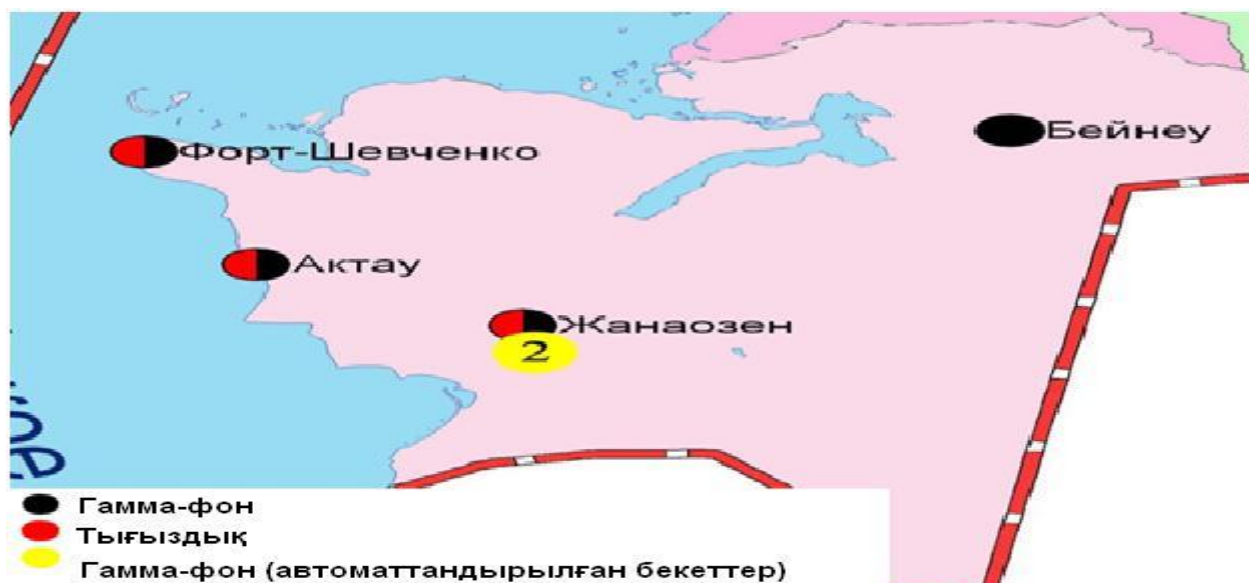 Форт-Шевченко
Бейнеу
Актау
Жанаозен
2
Гамма-фон
Тығыздық
Гамма-фон (автоматтандырылған бекеттер)